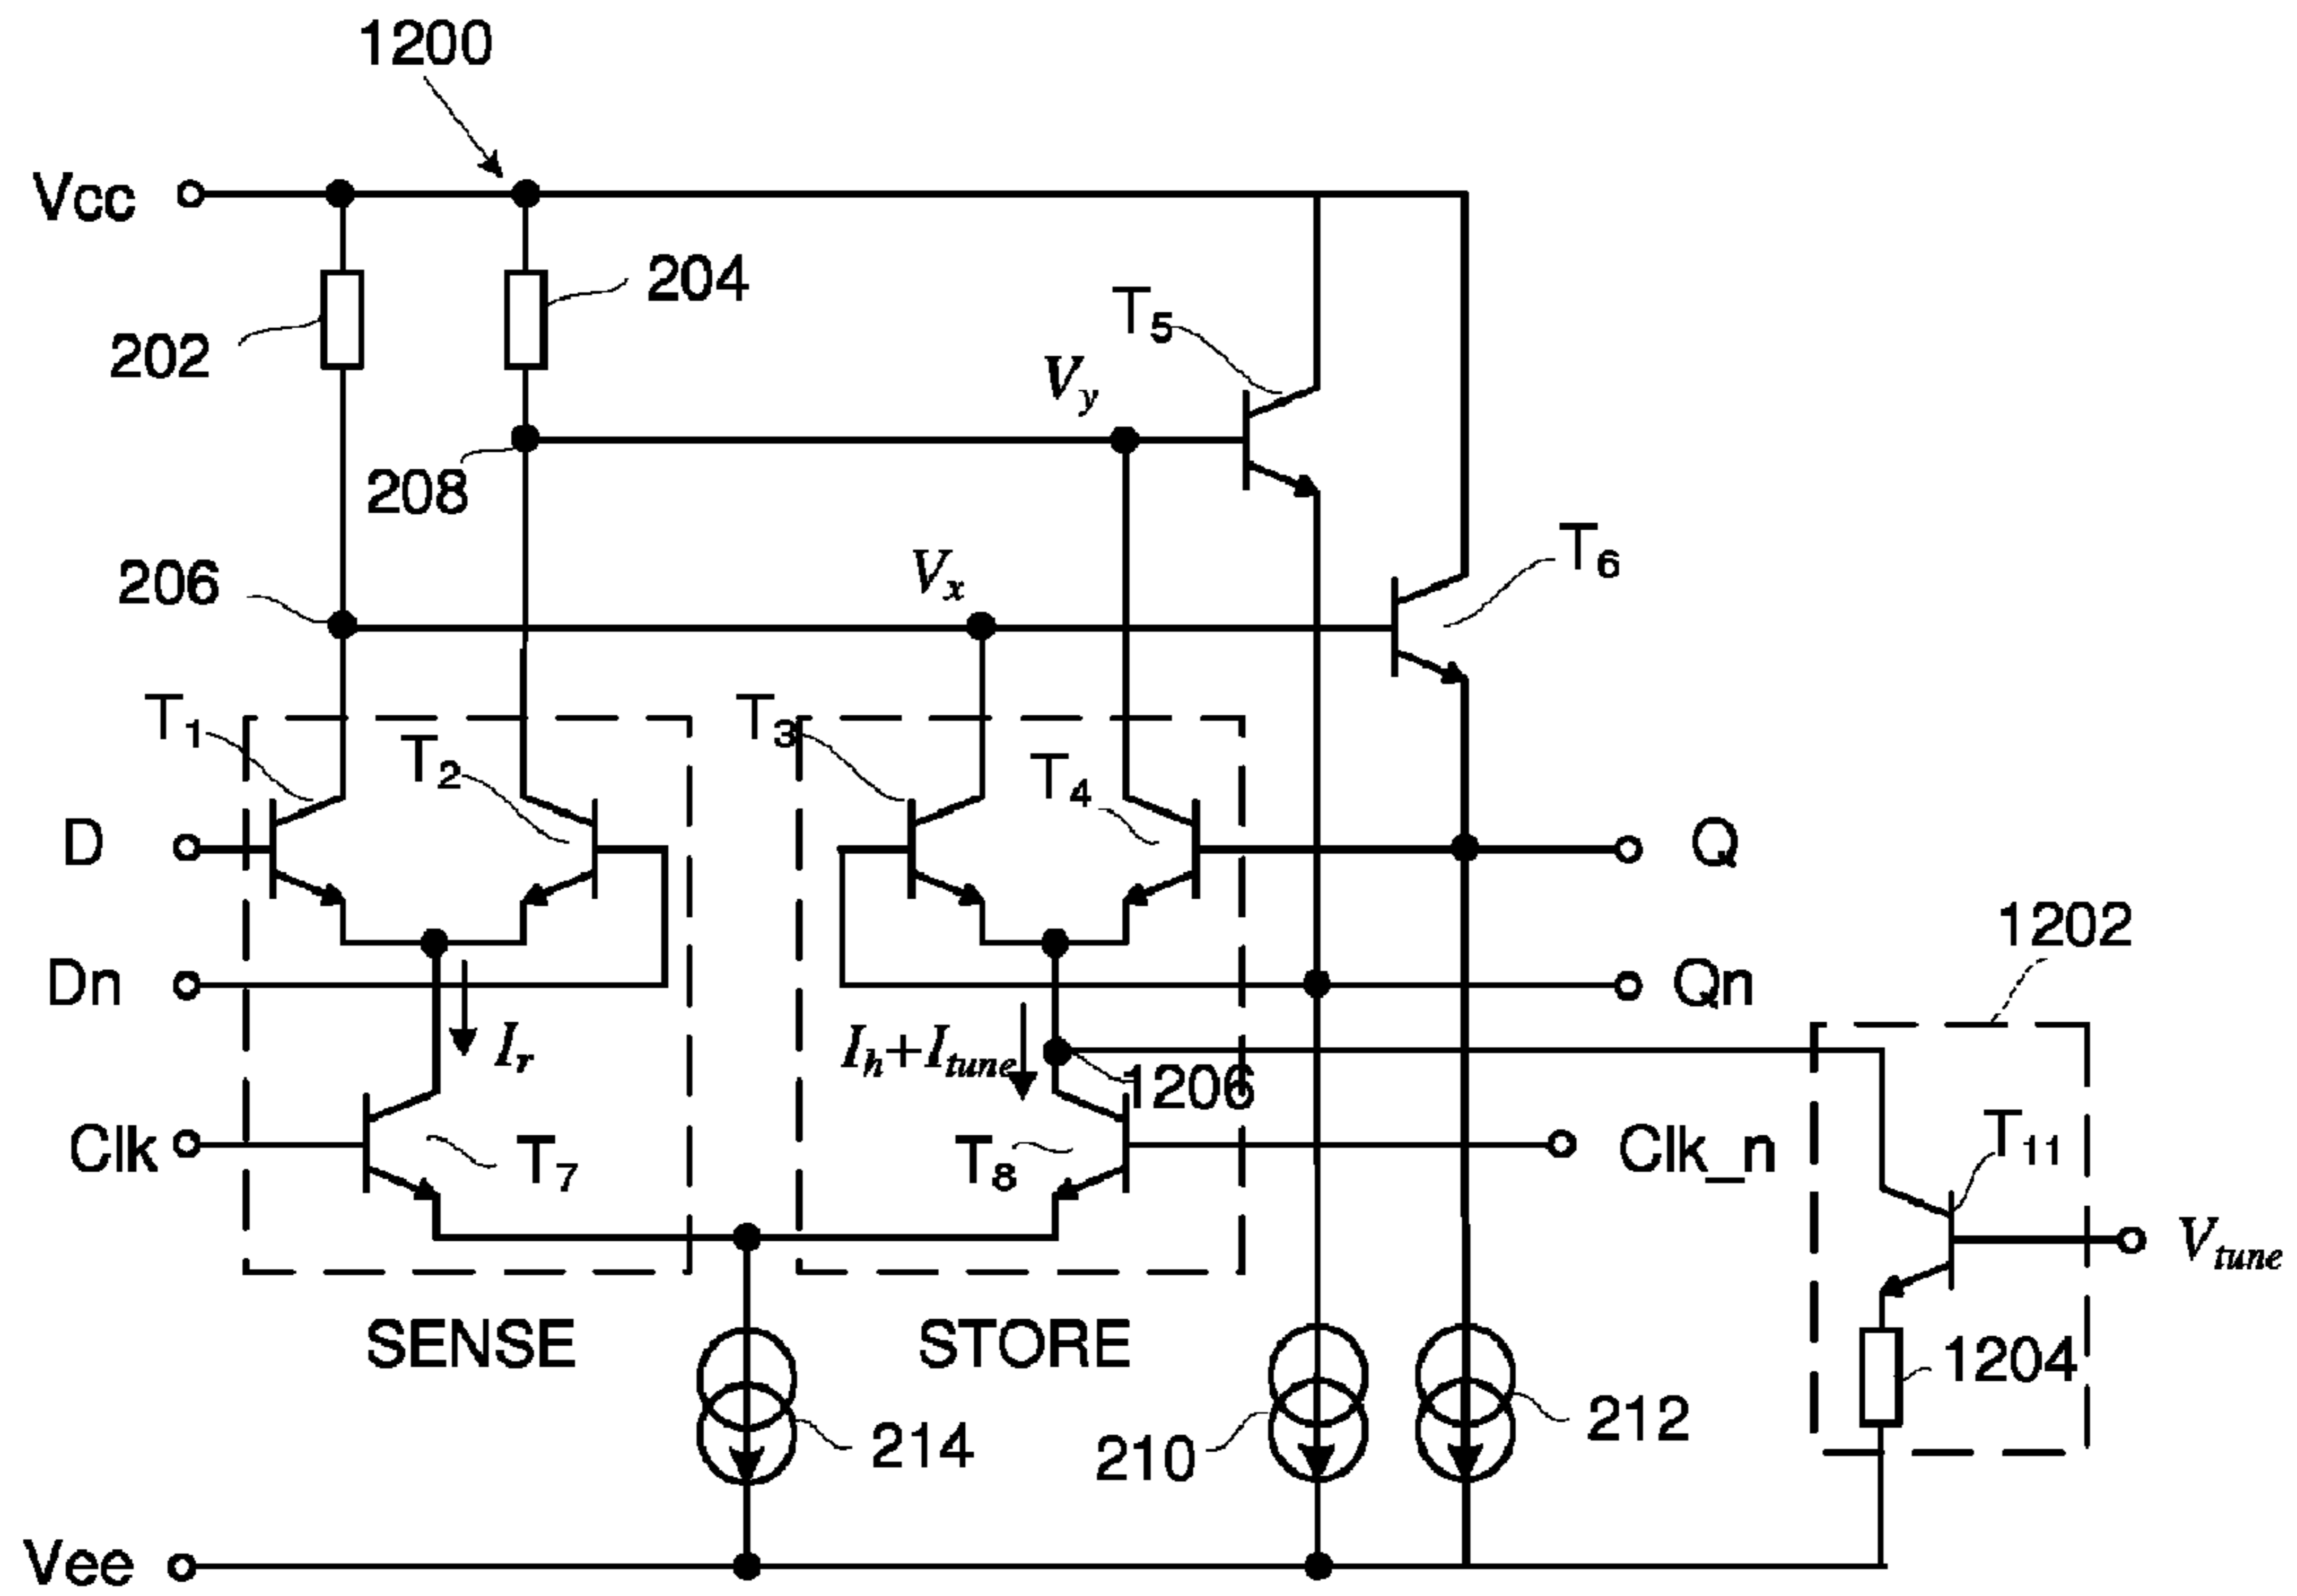 1200
Vcc
204
202
T5
Vy
208
T6
206
Vx
T1
T2
T3
T4
D
Q
1202
Dn
Qn
Ir
Ih+Itune
1206
Clk
T7
T8
Clk_n
T11
Vtune
SENSE
STORE
1204
214
210
212
Vee